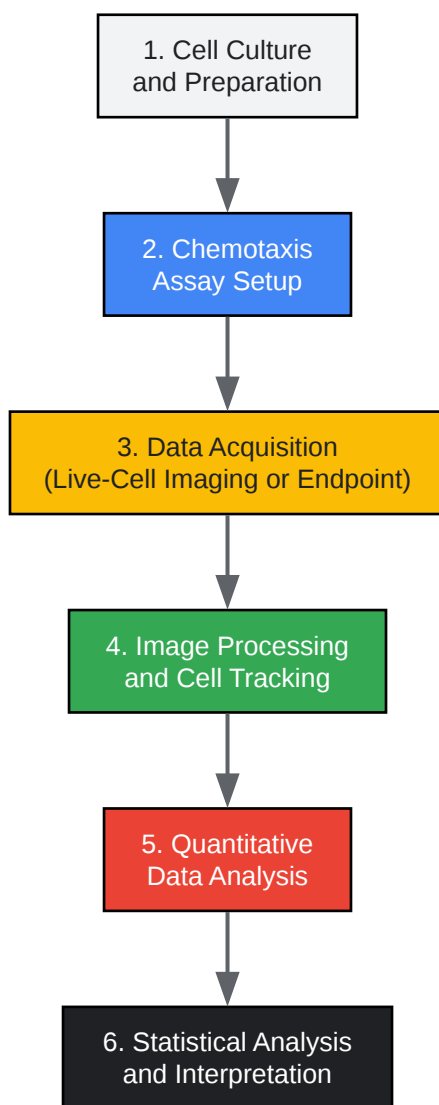 1. Cell Culture
and Preparation
2. Chemotaxis
Assay Setup
3. Data Acquisition
(Live-Cell Imaging or Endpoint)
4. Image Processing
and Cell Tracking
5. Quantitative
Data Analysis
6. Statistical Analysis
and Interpretation